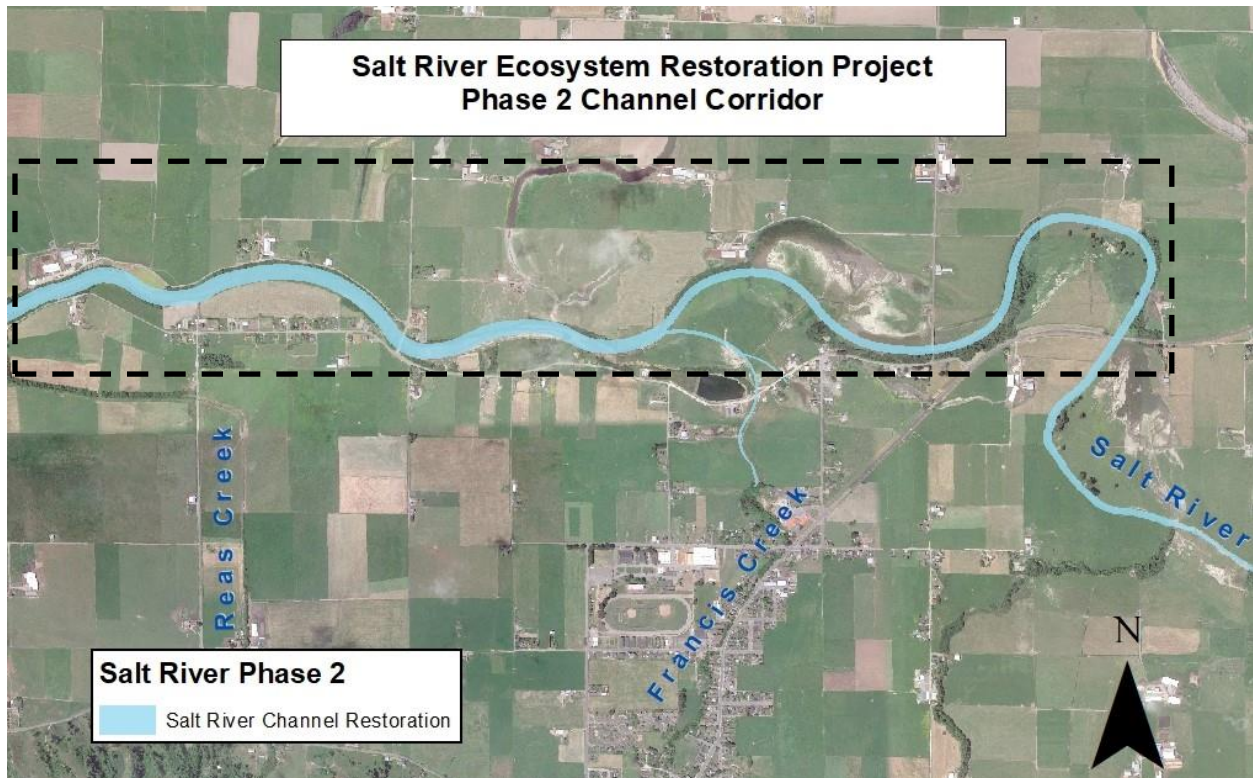 Salt River Ecosystem Restoration Project
Phase 2 Channel Corridor
Reas Creek
Francis Creek
Salt River
N
Salt River Phase 2
Salt River Channel Restoration